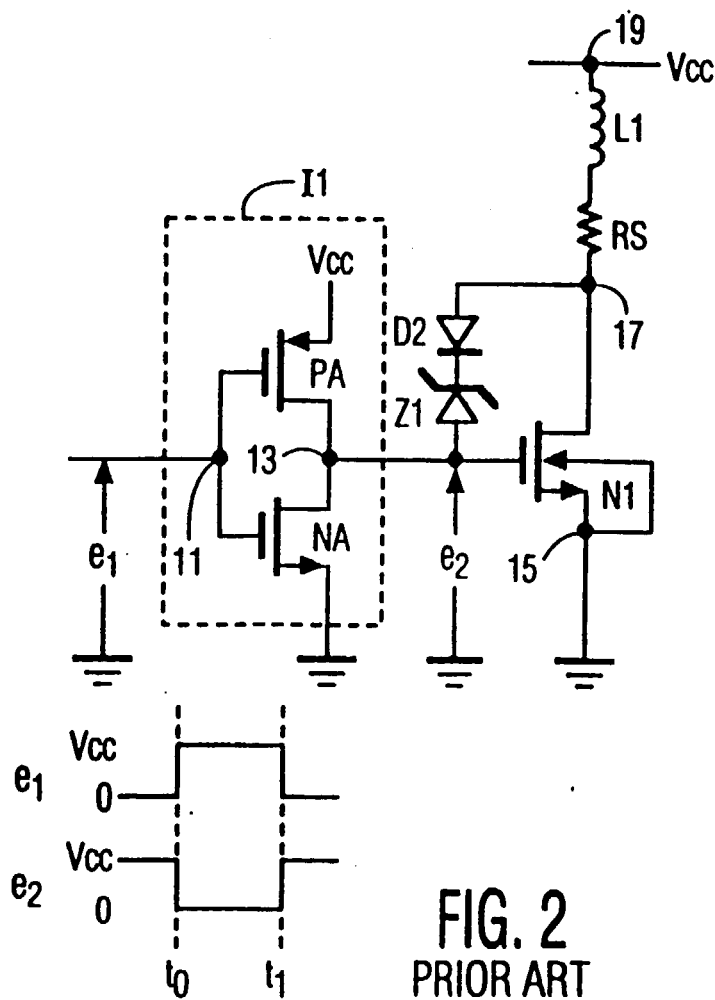 19
Vcc
L1
I1
RS
Vcc
17
D2
PA
Z1
13
N1
11
NA
15
e1
e2
Vcc
e1
0
Vcc
e2
0
t0
t1
FIG. 2
PRIOR ART